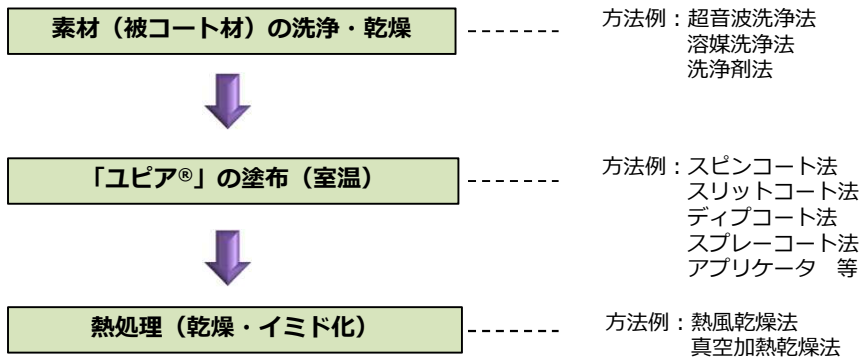 素材（被コート材）の洗浄・乾燥
方法例：超音波洗浄法
溶媒洗浄法
洗浄剤法
「ユピア®」の塗布（室温）
方法例：スピンコート法
スリットコート法
ディプコート法
スプレーコート法
アプリケータ　等
熱処理（乾燥・イミド化）
方法例：熱風乾燥法
真空加熱乾燥法